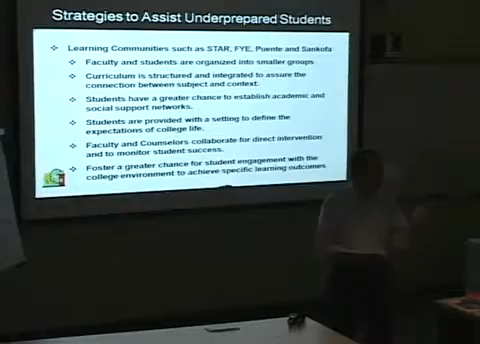 Strategies to Assist Underprepared Students
Learning Communities such as STAR, FYE, Puente and Sankofa
Faculty and students are organized into smaller groups.
Curriculum is structured and integrated to assure the
connection between subject and context.
Students have a greater chance to establish academic and
social support networks.
Students are provided with a setting to define the
expectations of college life.
Faculty and Counselors collaborate for direct intervention
and to monitor student success.
Foster a greater chance for student engagement with the
college environment to achieve specific learning outcomes